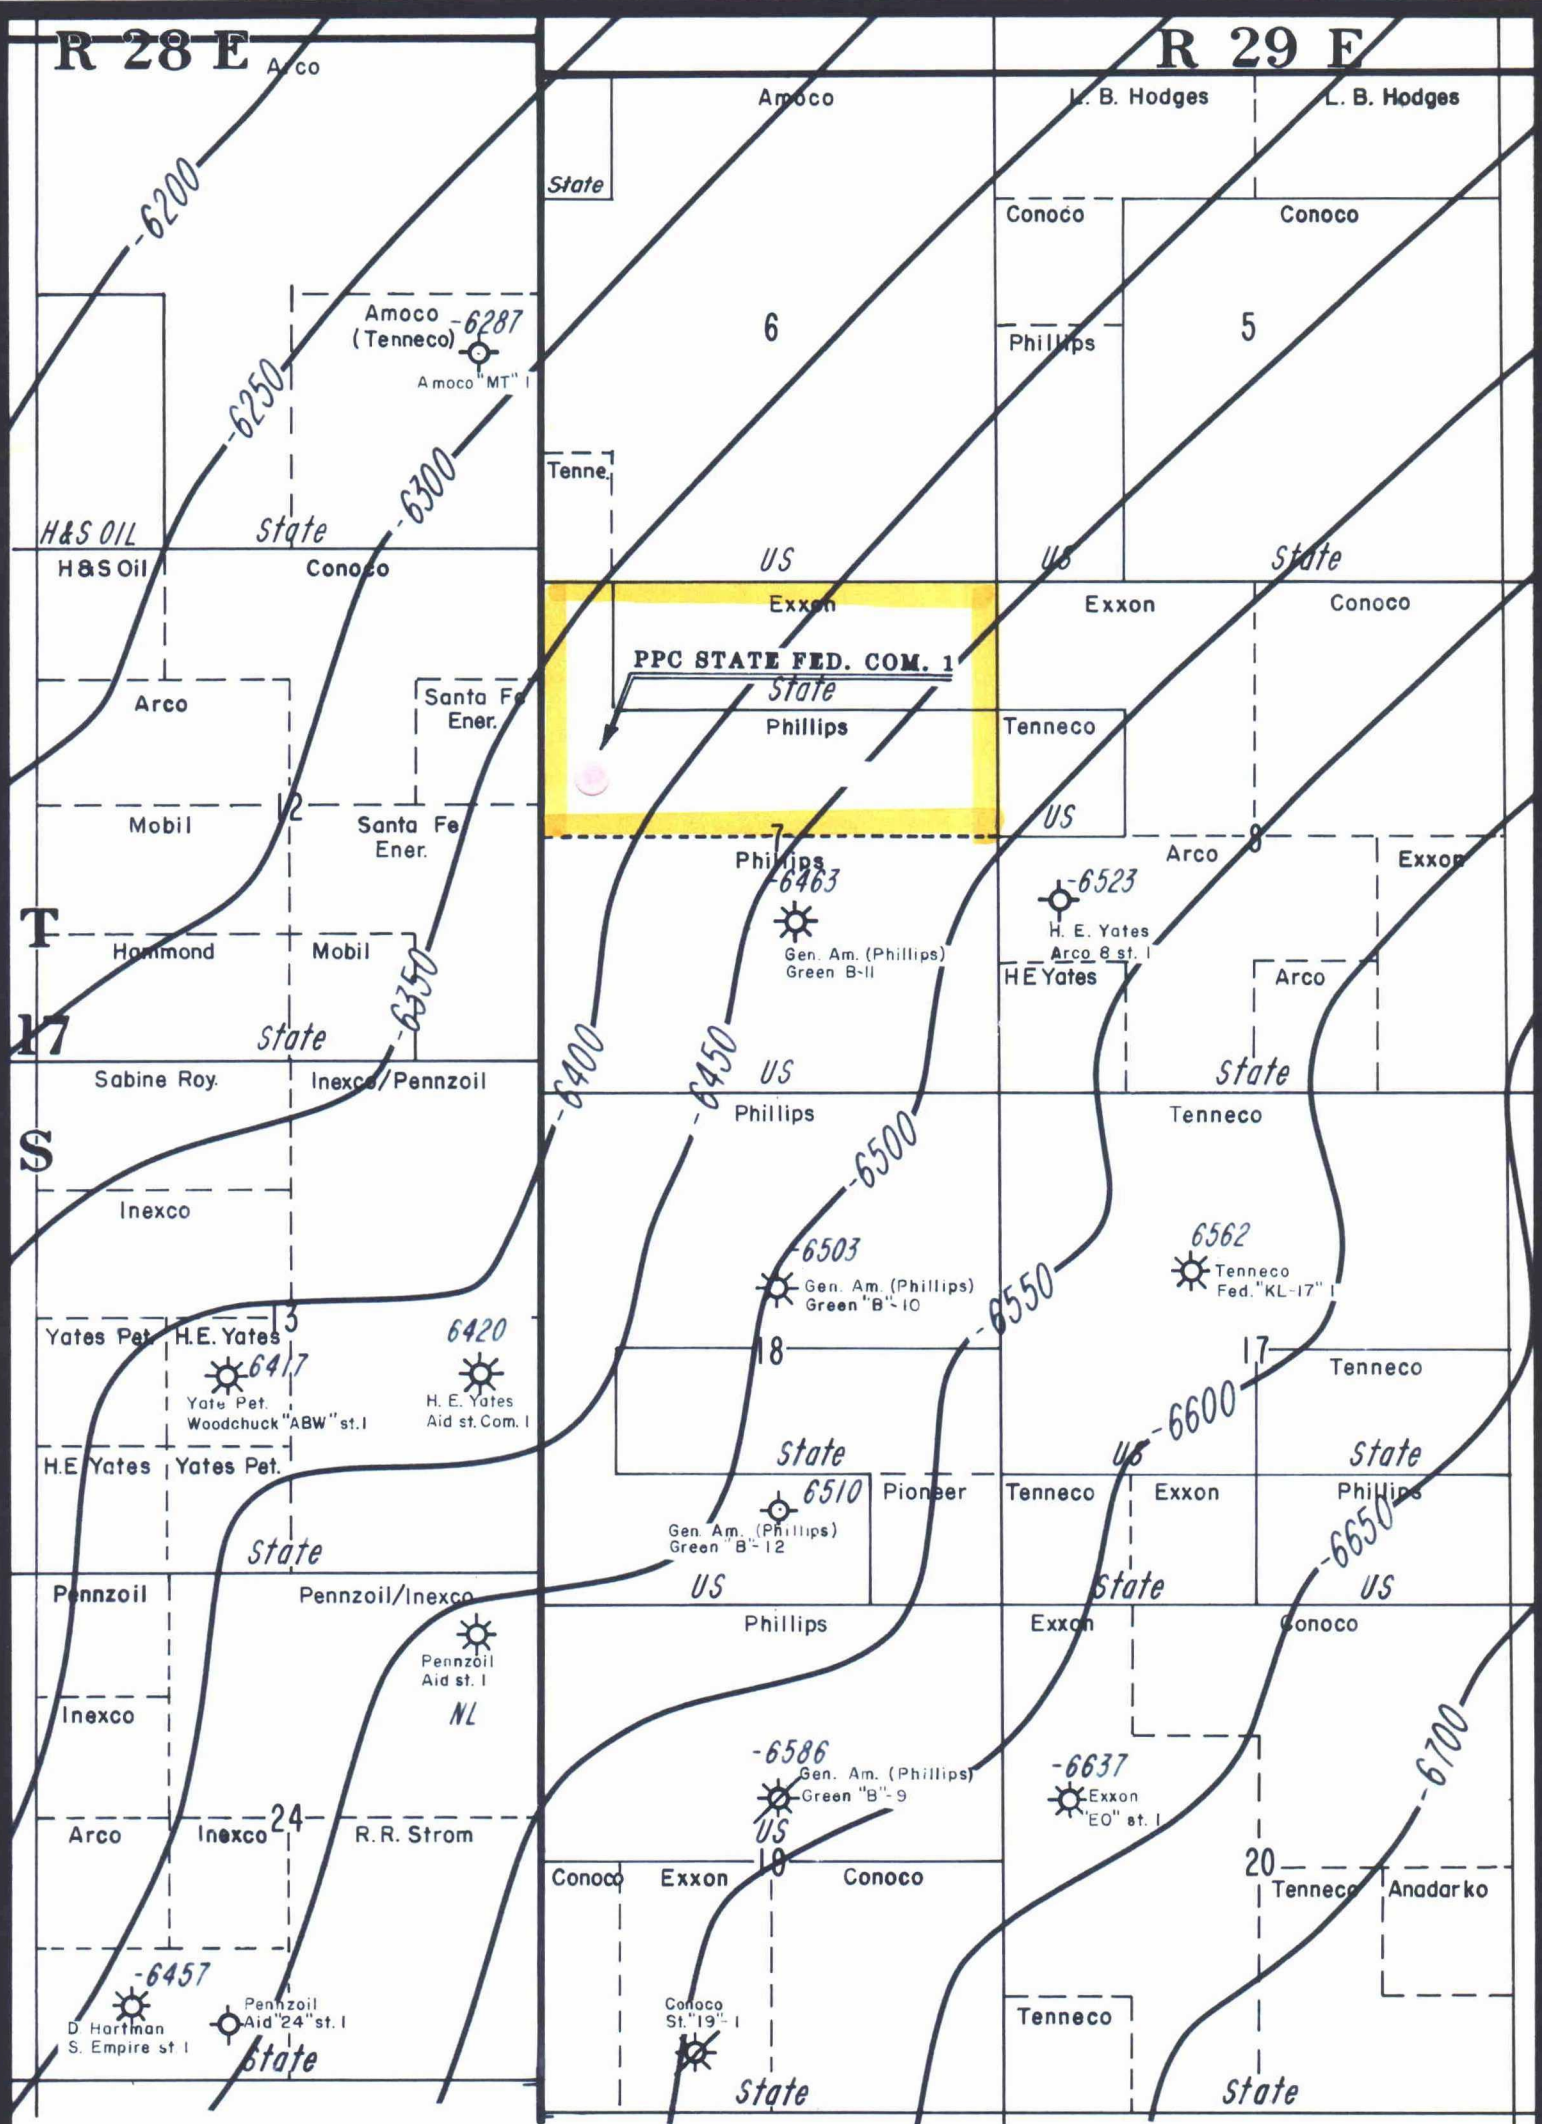 R 28 E
R 29 E
Arco
Amoco
L. B. Hodges
L. B. Hodges
State
-6200
Conoco
Conoco
Amoco
(Tenneco)
-6287
Amoco "MT" 1
6
5
Phillips
-6250
-6300
Tenne.
H&S OIL
State
US
US
State
H&S Oil
Conoco
Exxon
Exxon
Conoco
PPC STATE FED. COM. 1
State
Arco
Santa Fe
Ener.
Phillips
Tenneco
12
Mobil
Santa Fe
Ener.
US
7
Phillips
-6463
Gen. Am. (Phillips)
Green B-11
Arco
8
Exxon
-6523
H. E. Yates
Arco 8 st. 1
T
Hammond
Mobil
HE Yates
Arco
-6350
17
State
-6400
-6450
US
State
Sabine Roy.
Inexco/Pennzoil
Phillips
Tenneco
S
-6500
Inexco
-6503
Gen. Am. (Phillips)
Green "B"-10
6562
Tenneco
Fed. "KL-17" 1
-6550
13
Yates Pet.
H.E. Yates
6417
Yate Pet.
Woodchuck "ABW" st. 1
6420
H. E. Yates
Aid st. Com. 1
18
17
Tenneco
-6600
H.E. Yates
Yates Pet.
State
US
State
6510
Pioneer
Tenneco
Exxon
Phillips
Gen. Am. (Phillips)
Green "B"-12
-6650
State
US
State
US
Pennzoil
Pennzoil/Inexco
Phillips
Exxon
Conoco
Pennzoil
Aid st. 1
NL
Inexco
-6700
-6586
Gen. Am. (Phillips)
Green "B"-9
US
-6637
Exxon
"EO" st. 1
Arco
Inexco
24
R.R. Strom
19
Conoco
Exxon
Conoco
20
Tenneco
Anadarko
-6457
D. Hartman
S. Empire st. 1
Pennzoil
Aid "24" st. 1
State
Conoco
St. "19"-1
State
Tenneco
State